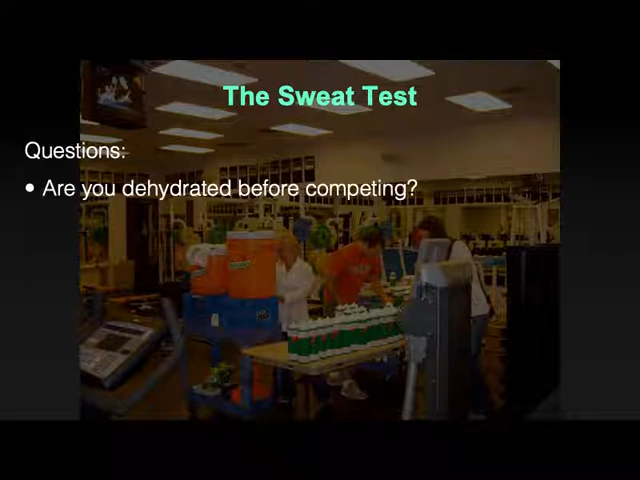 The Sweat Test
Questions:
• Are you dehydrated before competing?